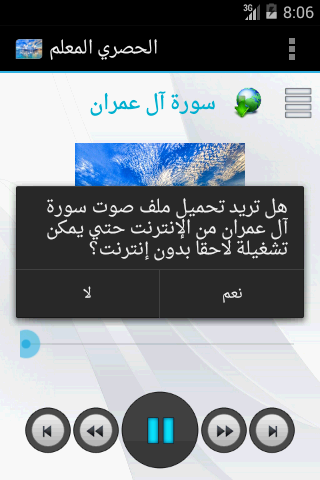 3G 8:06
الحصري المعلم
سورة آل عمران
هل تريد تحميل ملف صوت سورة
آل عمران من الإنترنت حتي يمكن
تشغيلة لاحقا بدون إنترنت؟
لا
نعم